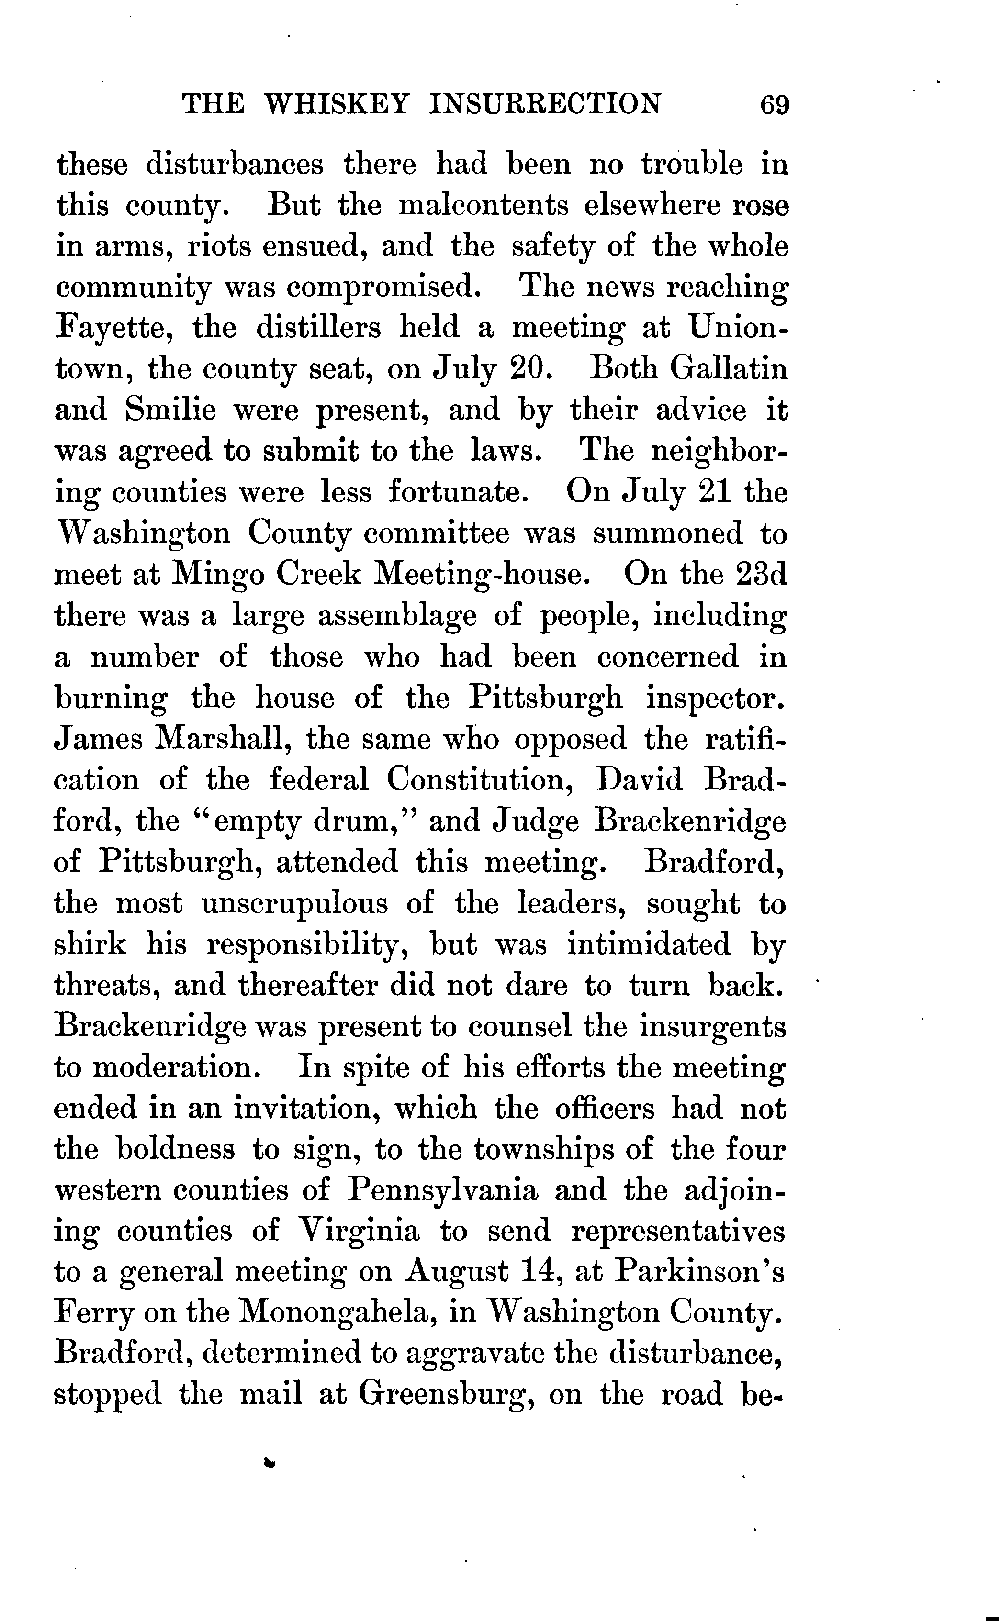 THE WHISKEY INSURRECTION 69
these disturbances there had been no trouble in
this county. But the malcontents elsewhere rose
in arms, riots ensued, and the safety of the whole
community was compromised. The news reaching
Fayette, the distillers held a meeting at Union-
town, the county seat, on July 20. Both Gallatin
and Smilie were present, and by their advice it
was agreed to submit to the laws. The neighbor-
ing counties were less fortunate. On July 21 the
Washington County committee was summoned to
meet at Mingo Creek Meeting-house. On the 23d
there was a large assemblage of people, including
a number of those who had been concerned in
burning the house of the Pittsburgh inspector.
James Marshall, the same who opposed the ratifi-
cation of the federal Constitution, David Brad-
ford, the "empty drum," and Judge Brackenridge
of Pittsburgh, attended this meeting. Bradford,
the most unscrupulous of the leaders, sought to
shirk his responsibility, but was intimidated by
threats, and thereafter did not dare to turn back.
Brackenridge was present to counsel the insurgents
to moderation. In spite of his efforts the meeting
ended in an invitation, which the officers had not
the boldness to sign, to the townships of the four
western counties of Pennsylvania and the adjoin-
ing counties of Virginia to send representatives
to a general meeting on August 14, at Parkinson's
Ferry on the Monongahela, in Washington County.
Bradford, determined to aggravate the disturbance,
stopped the mail at Greensburg, on the road be-